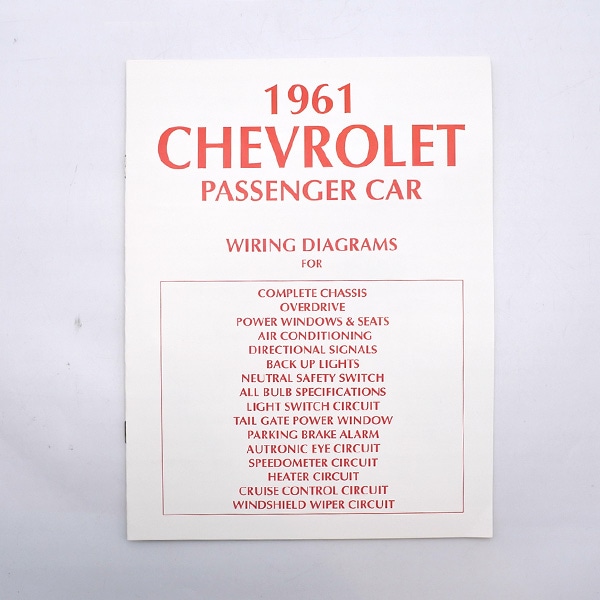 1961
CHEVROLET
PASSENGER CAR
WIRING DIAGRAMS
FOR
COMPLETE CHASSIS
OVERDRIVE
POWER WINDOWS & SEATS
AIR CONDITIONING
DIRECTIONAL SIGNALS
BACK UP LIGHTS
NEUTRAL SAFETY SWITCH
ALL BULB SPECIFICATIONS
LIGHT SWITCH CIRCUIT
TAIL GATE POWER WINDOW
PARKING BRAKE ALARM
AUTRONIC EYE CIRCUIT
SPEEDOMETER CIRCUIT
HEATER CIRCUIT
CRUISE CONTROL CIRCUIT
WINDSHIELD WIPER CIRCUIT